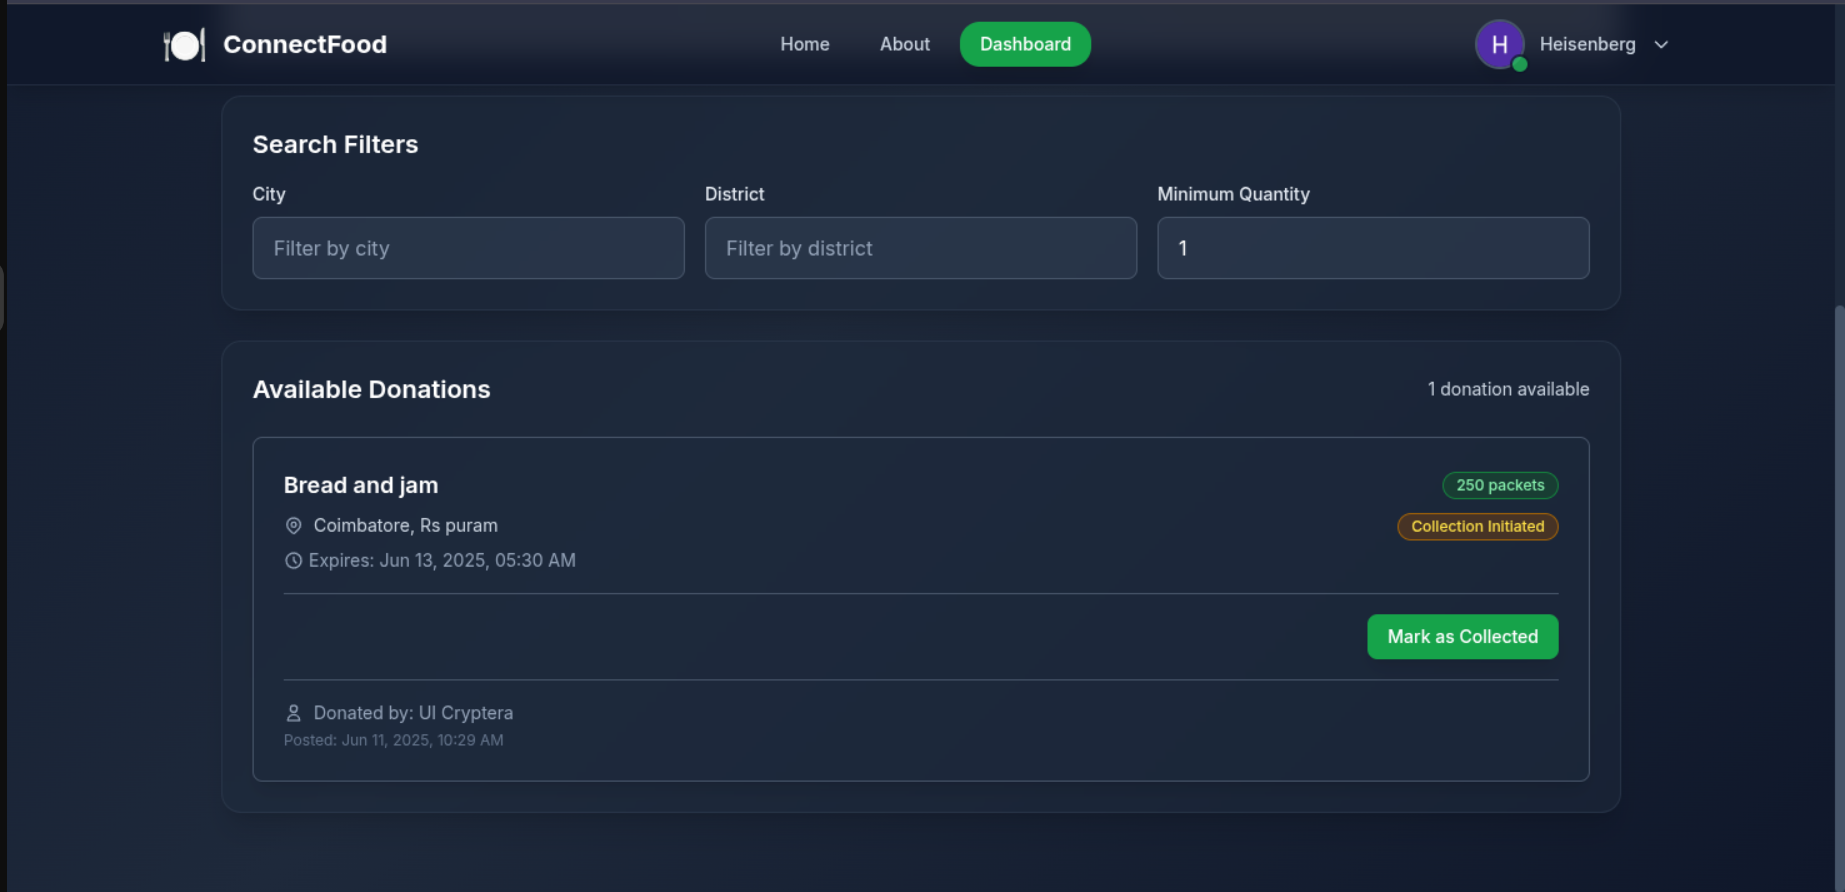 ConnectFood
Home About Dashboard
H Heisenberg
Search Filters
City District Minimum Quantity
Filter by city Filter by district 1
Available Donations 1 donation available
Bread and jam 250 packets
Coimbatore, Rs puram Collection Initiated
Expires: Jun 13, 2025, 05:30 AM
Mark as Collected
Donated by: UI Cryptera
Posted: Jun 11, 2025, 10:29 AM